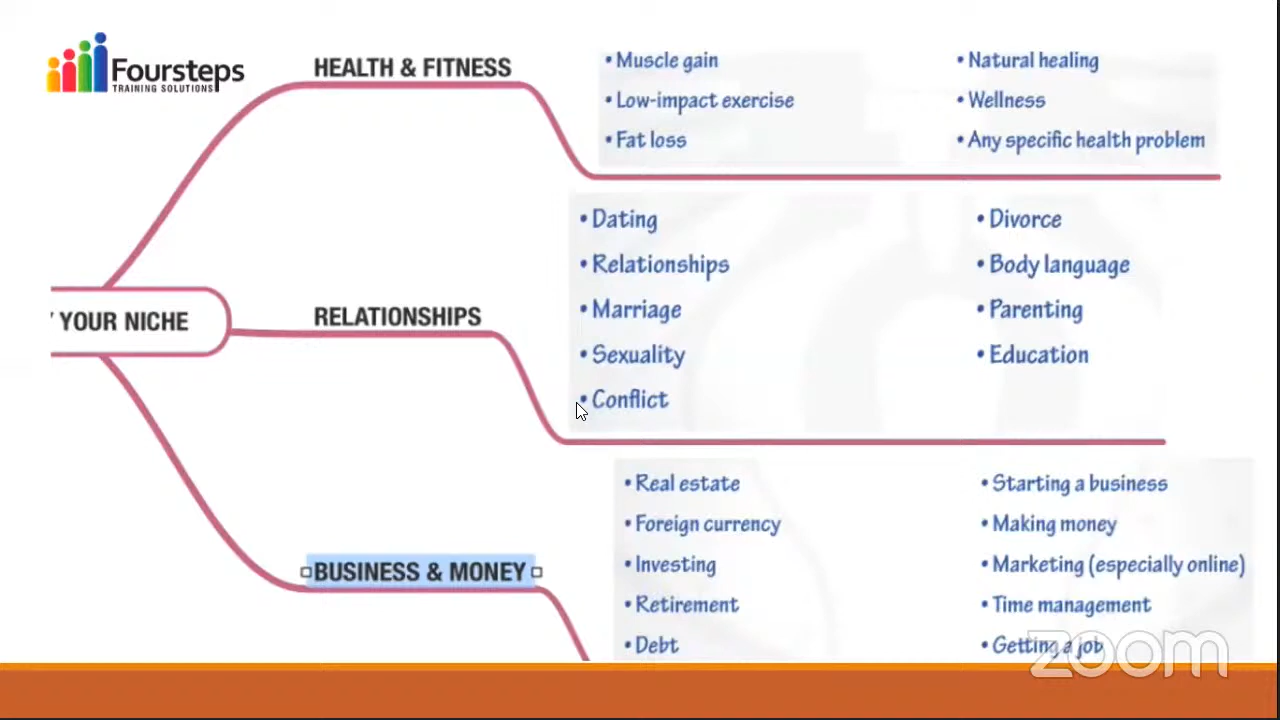 Foursteps
TRAINING SOLUTIONS
HEALTH & FITNESS
• Muscle gain
• Low-impact exercise
• Fat loss
• Natural healing
• Wellness
• Any specific health problem
YOUR NICHE
RELATIONSHIPS
• Dating
• Relationships
• Marriage
• Sexuality
• Conflict
• Divorce
• Body language
• Parenting
• Education
BUSINESS & MONEY
• Real estate
• Foreign currency
• Investing
• Retirement
• Debt
• Starting a business
• Making money
• Marketing (especially online)
• Time management
• Getting a job
zoom